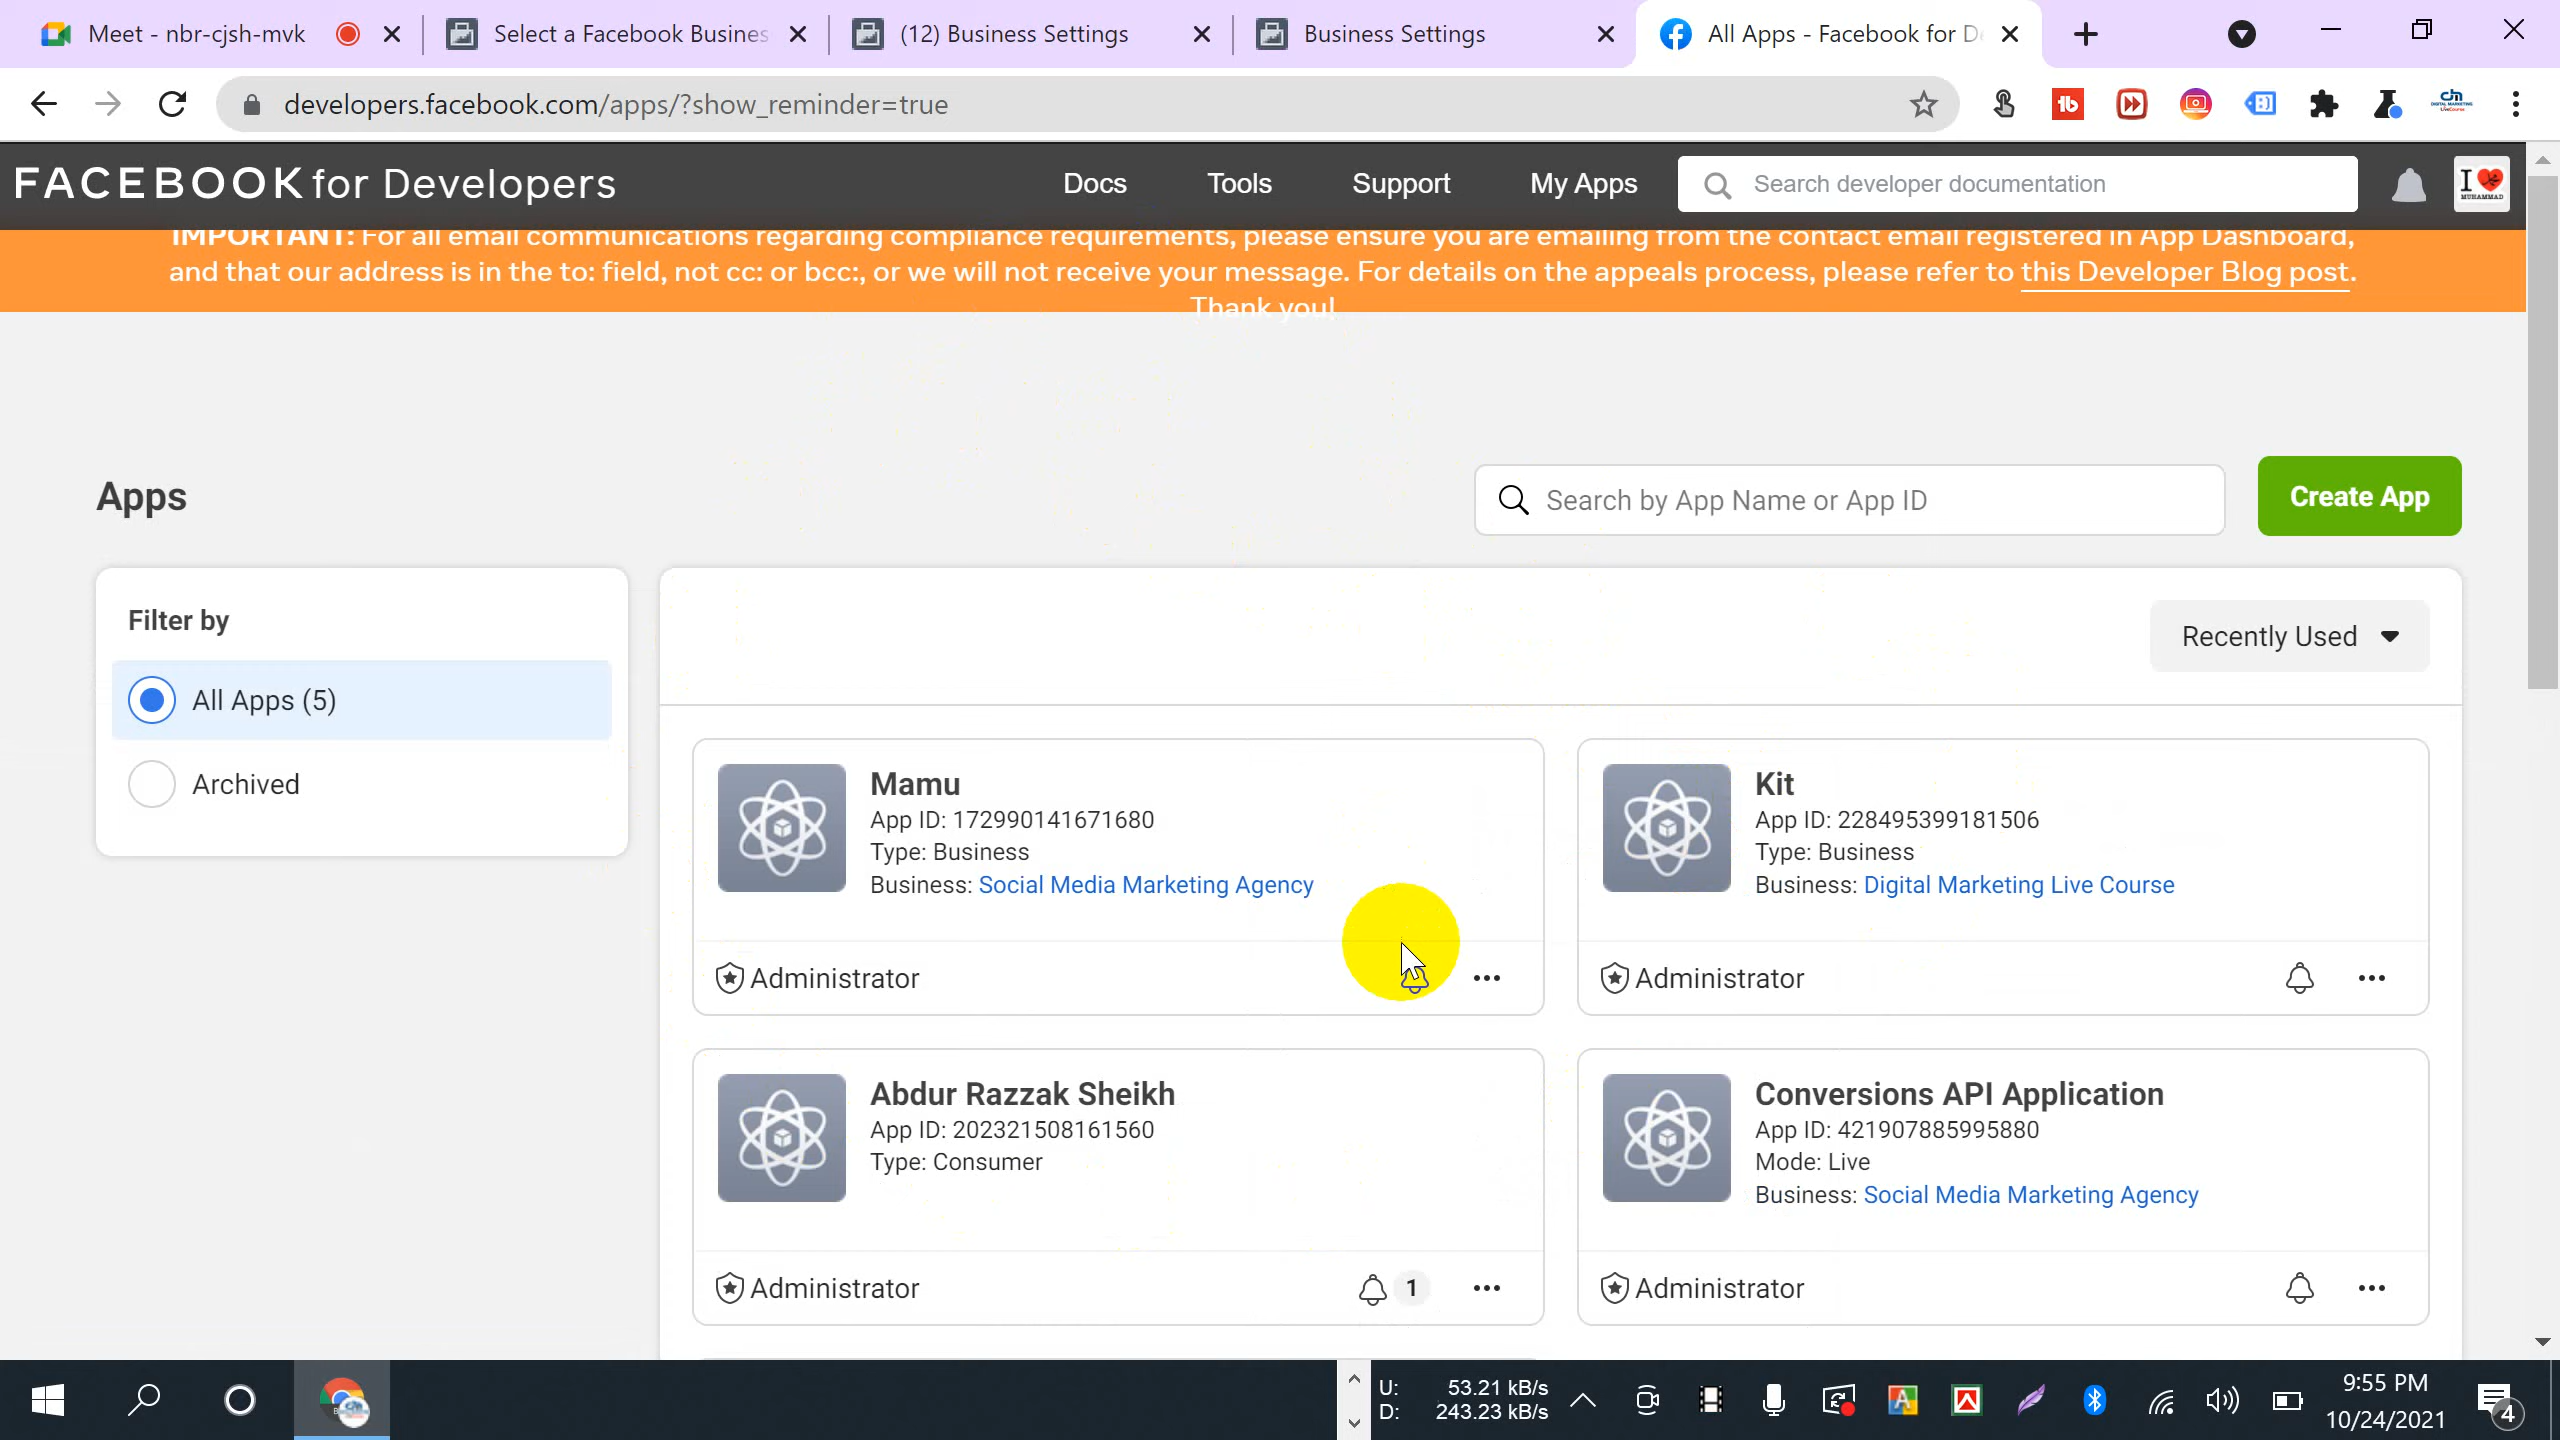 Meet - nbr-cjsh-mvk
Select a Facebook Busines
(12) Business Settings
Business Settings
All Apps - Facebook for De
developers.facebook.com/apps/?show_reminder=true
FACEBOOK for Developers
Docs
Tools
Support
My Apps
Search developer documentation
I
MUHAMMAD
IMPORTANT: For all email communications regarding compliance requirements, please ensure you are emailing from the contact email registered in App Dashboard,
and that our address is in the to: field, not cc: or bcc:, or we will not receive your message. For details on the appeals process, please refer to this Developer Blog post.
Thank you!
Apps
Search by App Name or App ID
Create App
Filter by
All Apps (5)
Archived
Recently Used
Mamu
App ID: 172990141671680
Type: Business
Business: Social Media Marketing Agency
Administrator
Kit
App ID: 228495399181506
Type: Business
Business: Digital Marketing Live Course
Administrator
Abdur Razzak Sheikh
App ID: 202321508161560
Type: Consumer
Administrator
1
Conversions API Application
App ID: 421907885995880
Mode: Live
Business: Social Media Marketing Agency
Administrator
U: 53.21 kB/s
D: 243.23 kB/s
9:55 PM
10/24/2021
4